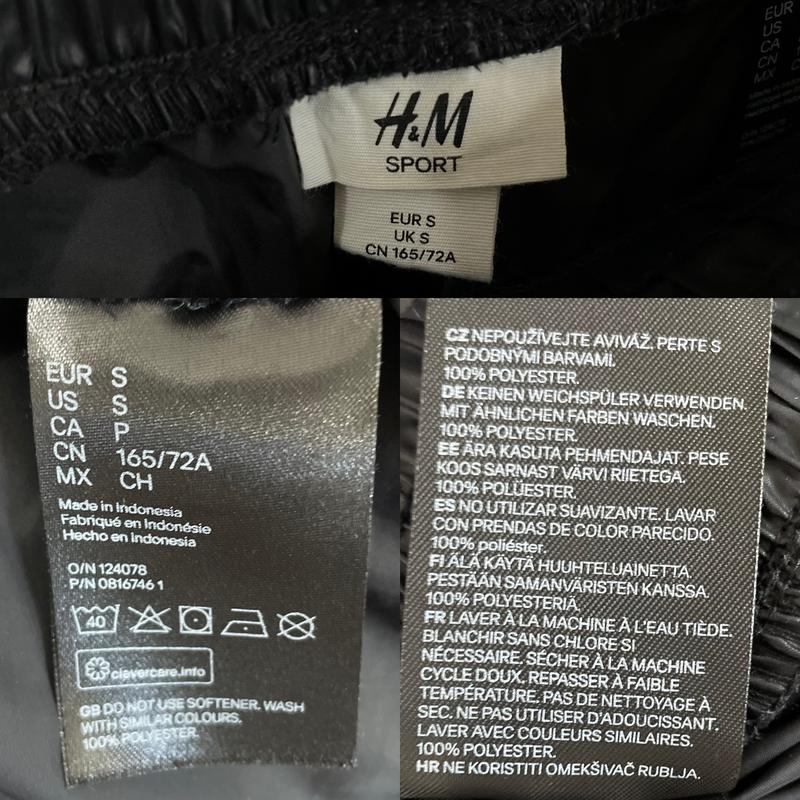 H&M
SPORT
EUR S
UK S
CN 165/72A
EUR
US
CA
CN
MX
EUR S
US S
CA P
CN 165/72A
MX CH
Made in Indonesia
Fabriqué en Indonésie
Hecho en Indonesia
O/N 124078
P/N 0816746 1
40
clevercare.info
GB DO NOT USE SOFTENER. WASH
WITH SIMILAR COLOURS.
100% POLYESTER.
CZ NEPOUŽÍVEJTE AVIVÁŽ. PERTE S
PODOBNÝMI BARVAMI.
100% POLYESTER.
DE KEINEN WEICHSPÜLER VERWENDEN.
MIT ÄHNLICHEN FARBEN WASCHEN.
100% POLYESTER.
EE ÄRA KASUTA PEHMENDAJAT. PESE
KOOS SARNAST VÄRVI RIIETEGA.
100% POLÜESTER.
ES NO UTILIZAR SUAVIZANTE. LAVAR
CON PRENDAS DE COLOR PARECIDO.
100% poliéster.
FI ÄLÄ KÄYTÄ HUUHTELUAINETTA.
PESTÄÄN SAMANVÄRISTEN KANSSA.
100% POLYESTERIÄ.
FR LAVER À LA MACHINE À L'EAU TIÈDE.
BLANCHIR SANS CHLORE SI
NÉCESSAIRE. SÉCHER À LA MACHINE
CYCLE DOUX. REPASSER À FAIBLE
TEMPÉRATURE. PAS DE NETTOYAGE À
SEC. NE PAS UTILISER D'ADOUCISSANT.
LAVER AVEC COULEURS SIMILAIRES.
100% POLYESTER.
HR NE KORISTITI OMEKŠIVAČ RUBLJA.